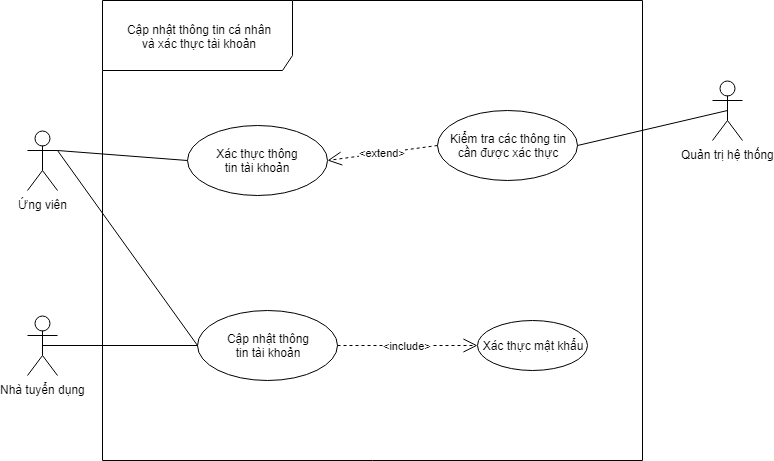 Cập nhật thông tin cá nhân
và xác thực tài khoản
Xác thực thông
tin tài khoản
<extend>
Kiểm tra các thông tin
cần được xác thực
Quản trị hệ thống
Ứng viên
Cập nhật thông
tin tài khoản
<include>
Xác thực mật khẩu
Nhà tuyển dụng